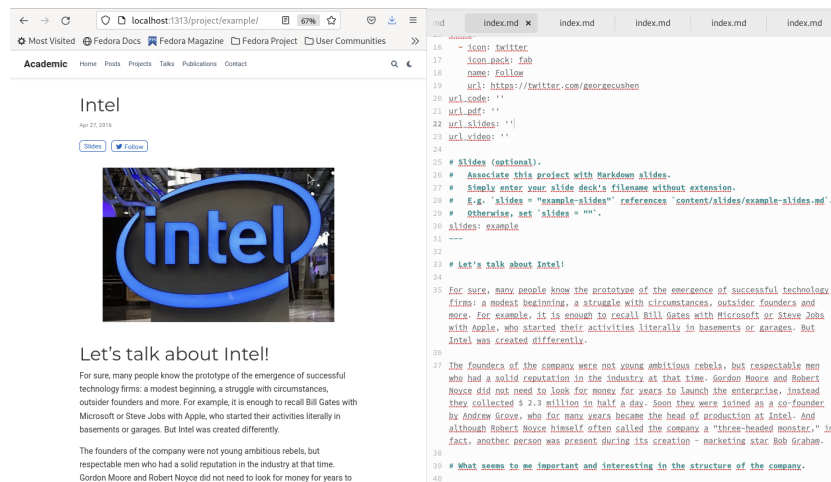 localhost:1313/project/example/
67%
Most Visited
Fedora Docs
Fedora Magazine
Fedora Project
User Communities
Academic
Home
Posts
Projects
Talks
Publications
Contact
Intel
Apr 27, 2016
Slides
Follow
intel
Let's talk about Intel!
For sure, many people know the prototype of the emergence of successful
technology firms: a modest beginning, a struggle with circumstances,
outsider founders and more. For example, it is enough to recall Bill Gates with
Microsoft or Steve Jobs with Apple, who started their activities literally in
basements or garages. But Intel was created differently.
The founders of the company were not young ambitious rebels, but
respectable men who had a solid reputation in the industry at that time.
Gordon Moore and Robert Noyce did not need to look for money for years to
md
index.md ×
index.md
index.md
index.md
index.md
16 - icon: twitter
17 icon_pack: fab
18 name: Follow
19 url: https://twitter.com/georgecushen
20 url_code: ''
21 url_pdf: ''
22 url_slides: ''
23 url_video: ''
24
25 # Slides (optional).
26 # Associate this project with Markdown slides.
27 # Simply enter your slide deck's filename without extension.
28 # E.g. `slides = "example-slides"` references `content/slides/example-slides.md`.
29 # Otherwise, set `slides = ""`.
30 slides: example
31 ---
32
33 # Let's talk about Intel!
34
35 For sure, many people know the prototype of the emergence of successful technology
firms: a modest beginning, a struggle with circumstances, outsider founders and
more. For example, it is enough to recall Bill Gates with Microsoft or Steve Jobs
with Apple, who started their activities literally in basements or garages. But
Intel was created differently.
36
37 The founders of the company were not young ambitious rebels, but respectable men
who had a solid reputation in the industry at that time. Gordon Moore and Robert
Noyce did not need to look for money for years to launch the enterprise, instead
they collected $ 2.3 million in half a day. Soon they were joined as a co-founder
by Andrew Grove, who for many years became the head of production at Intel. And
although Robert Noyce himself often called the company a "three-headed monster," in
fact, another person was present during its creation - marketing star Bob Graham.
38
39 # What seems to me important and interesting in the structure of the company.
40